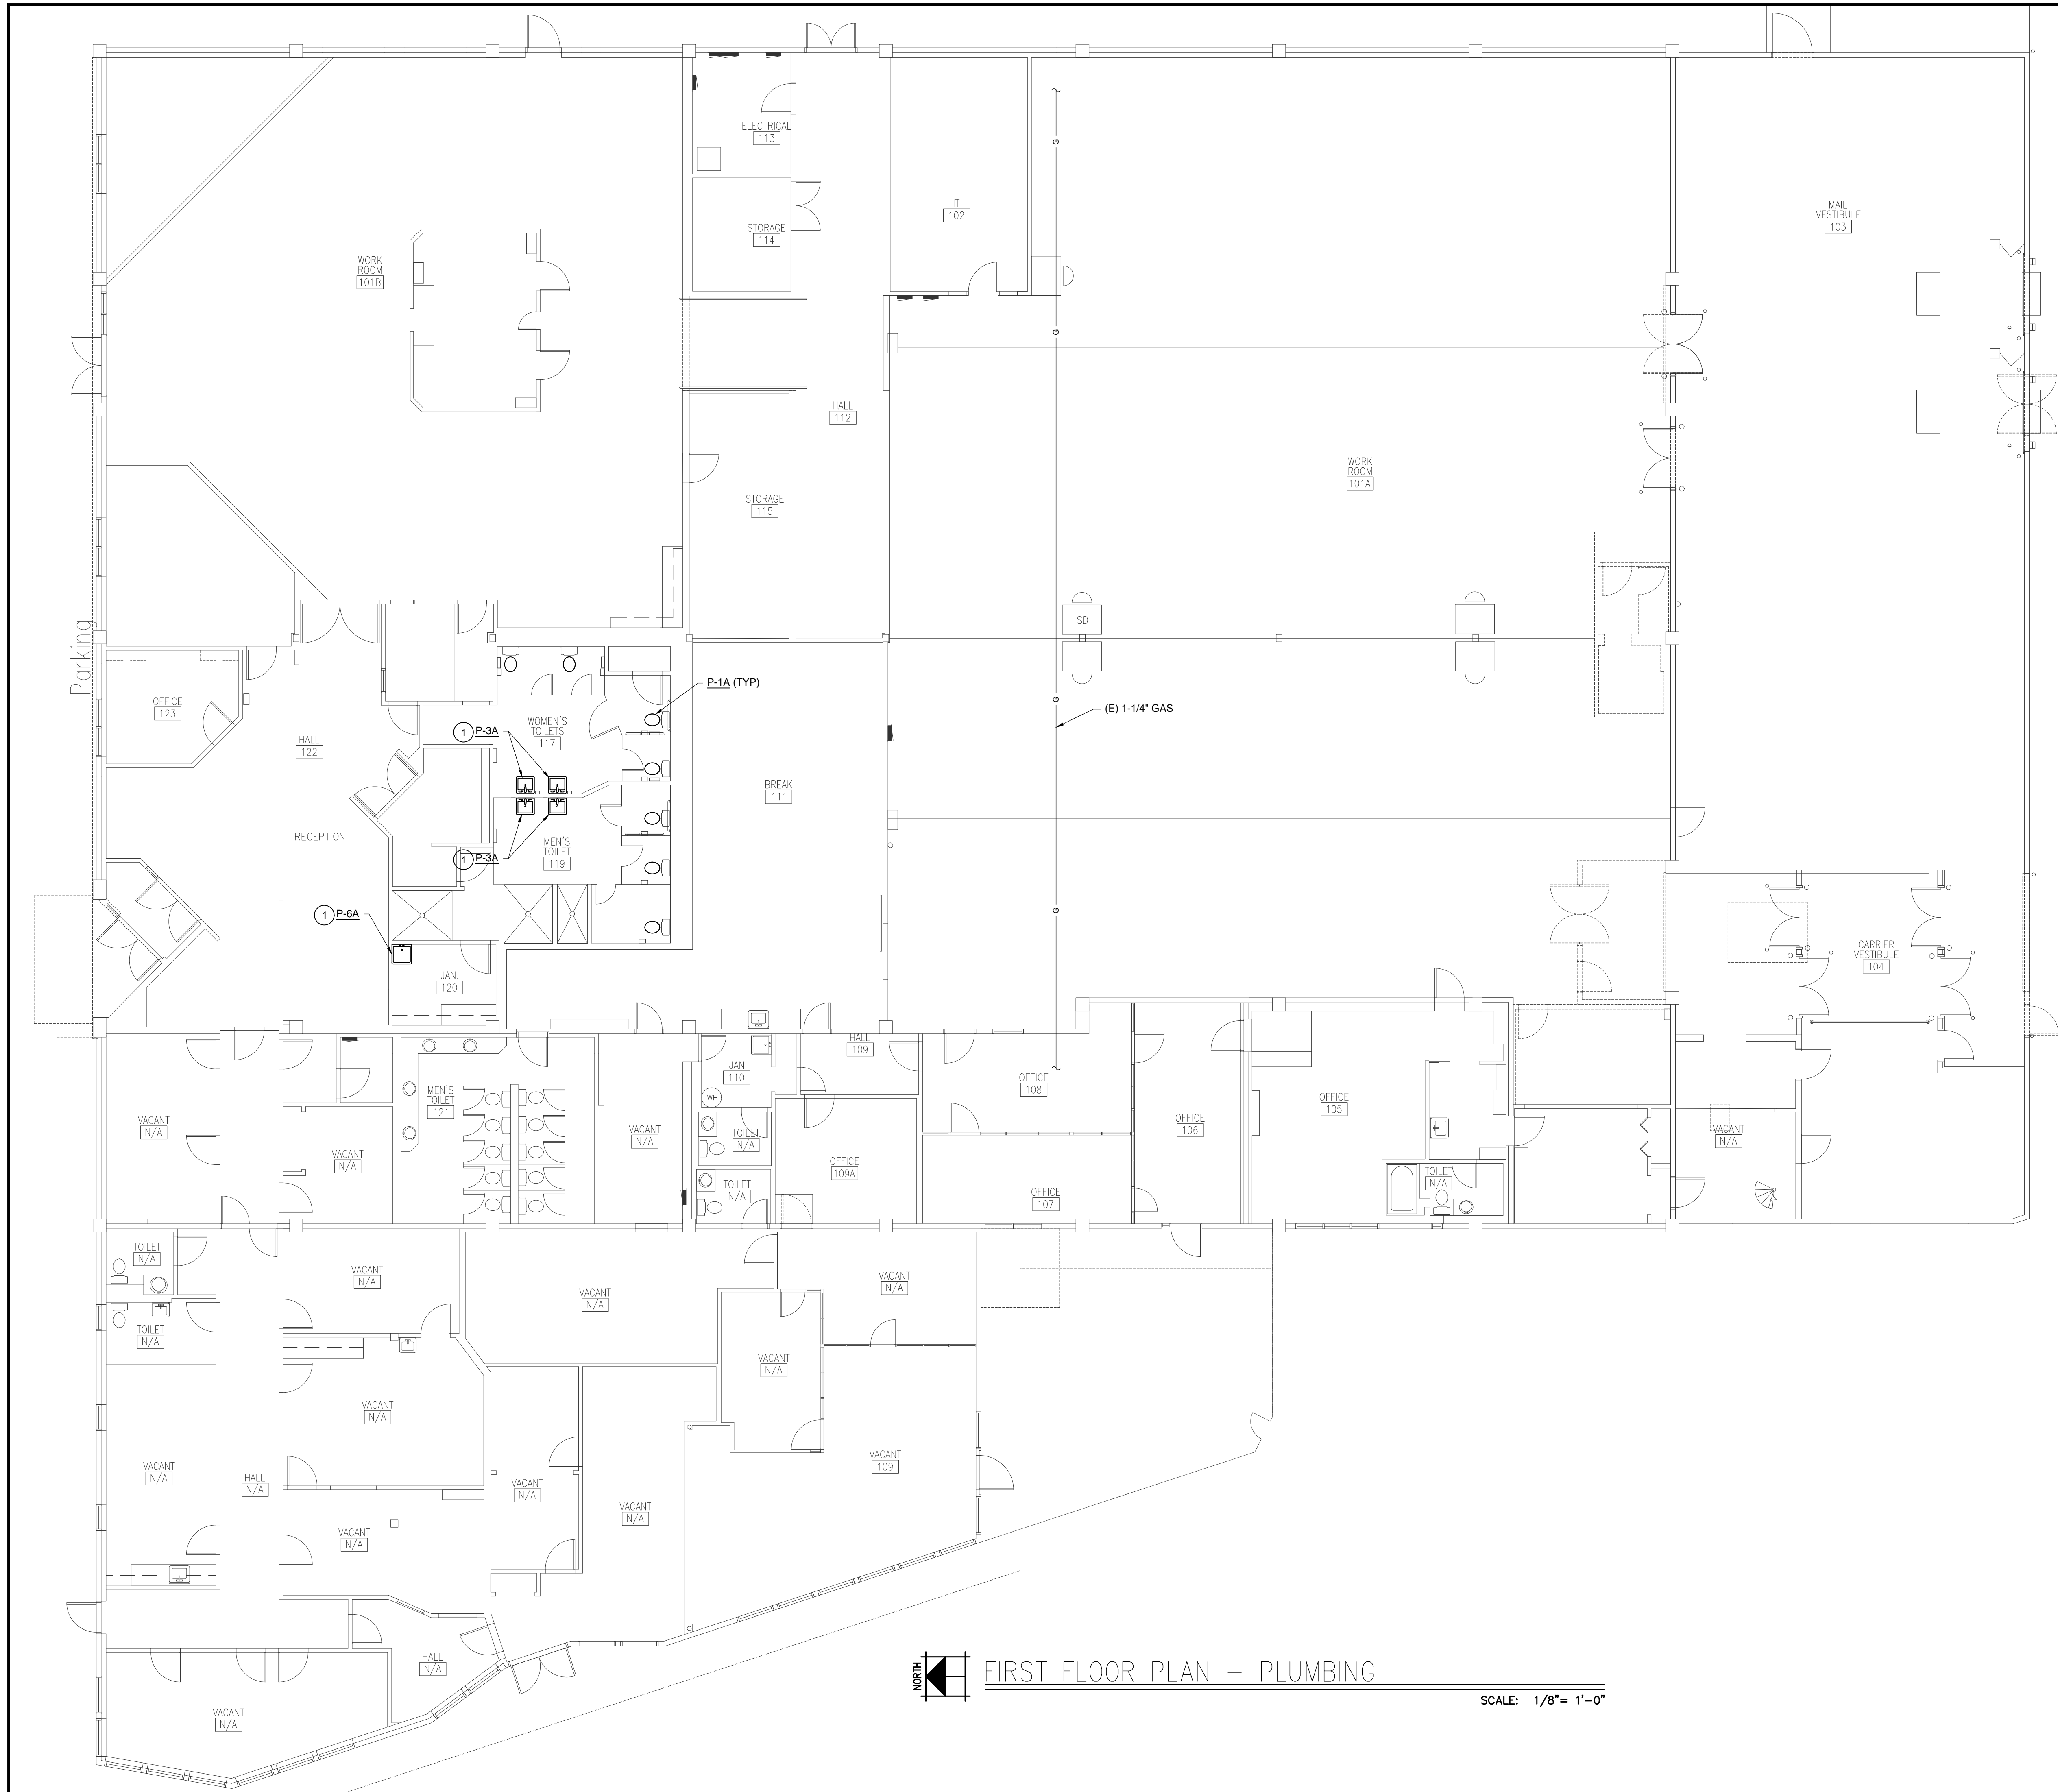 ELECTRICAL
113
IT
102
MAIL
VESTIBULE
103
STORAGE
114
WORK
ROOM
101B
G
G
HALL
112
WORK
ROOM
101A
STORAGE
115
Parking
SD
OFFICE
123
P-1A (TYP)
G
(E) 1-1/4" GAS
WOMEN'S
TOILETS
117
1 P-3A
HALL
122
BREAK
111
RECEPTION
MEN'S
TOILET
119
1 P-3A
1 P-6A
G
CARRIER
VESTIBULE
104
JAN.
120
HALL
109
JAN
110
WH
OFFICE
108
MEN'S
TOILET
121
OFFICE
105
OFFICE
106
VACANT
N/A
VACANT
N/A
TOILET
N/A
VACANT
N/A
VACANT
N/A
OFFICE
109A
TOILET
N/A
TOILET
N/A
OFFICE
107
TOILET
N/A
VACANT
N/A
VACANT
N/A
VACANT
N/A
TOILET
N/A
VACANT
N/A
VACANT
N/A
VACANT
109
VACANT
N/A
HALL
N/A
VACANT
N/A
VACANT
N/A
VACANT
N/A
HALL
N/A
VACANT
N/A
NORTH
FIRST FLOOR PLAN - PLUMBING
SCALE: 1/8"= 1'-0"